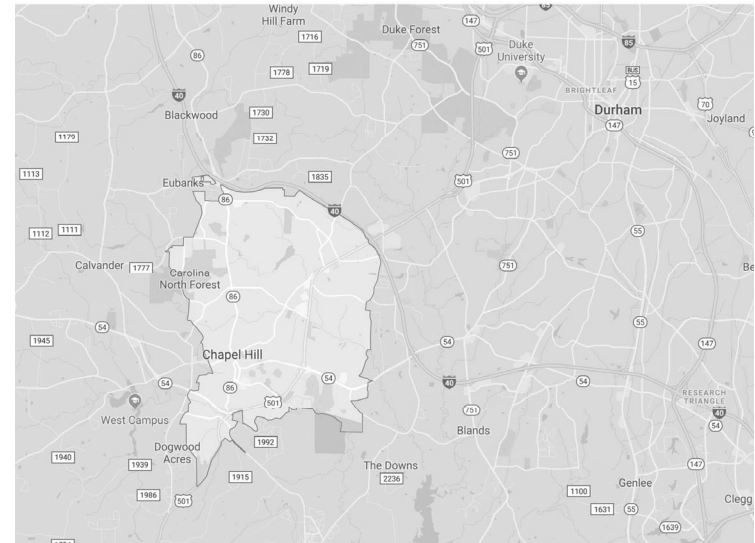 Windy
Hill Farm
1716
Duke Forest
147
85
751
501
Duke
University
85
86
1778
1719
BUS
15
40
BRIGHTLEAF
70
Blackwood
1730
Durham
Joyland
147
1179
1732
751
1113
Eubanks
1835
501
86
40
1112
1111
55
Calvander
1777
Carolina
North Forest
751
Be
86
54
55
1945
54
147
Chapel Hill
54
86
54
40
54
RESEARCH
TRIANGLE
501
40
West Campus
751
54
Blands
Dogwood
Acres
1992
1940
1939
The Downs
147
1915
2236
Genlee
1986
501
1100
Clegg
1631
55
1639